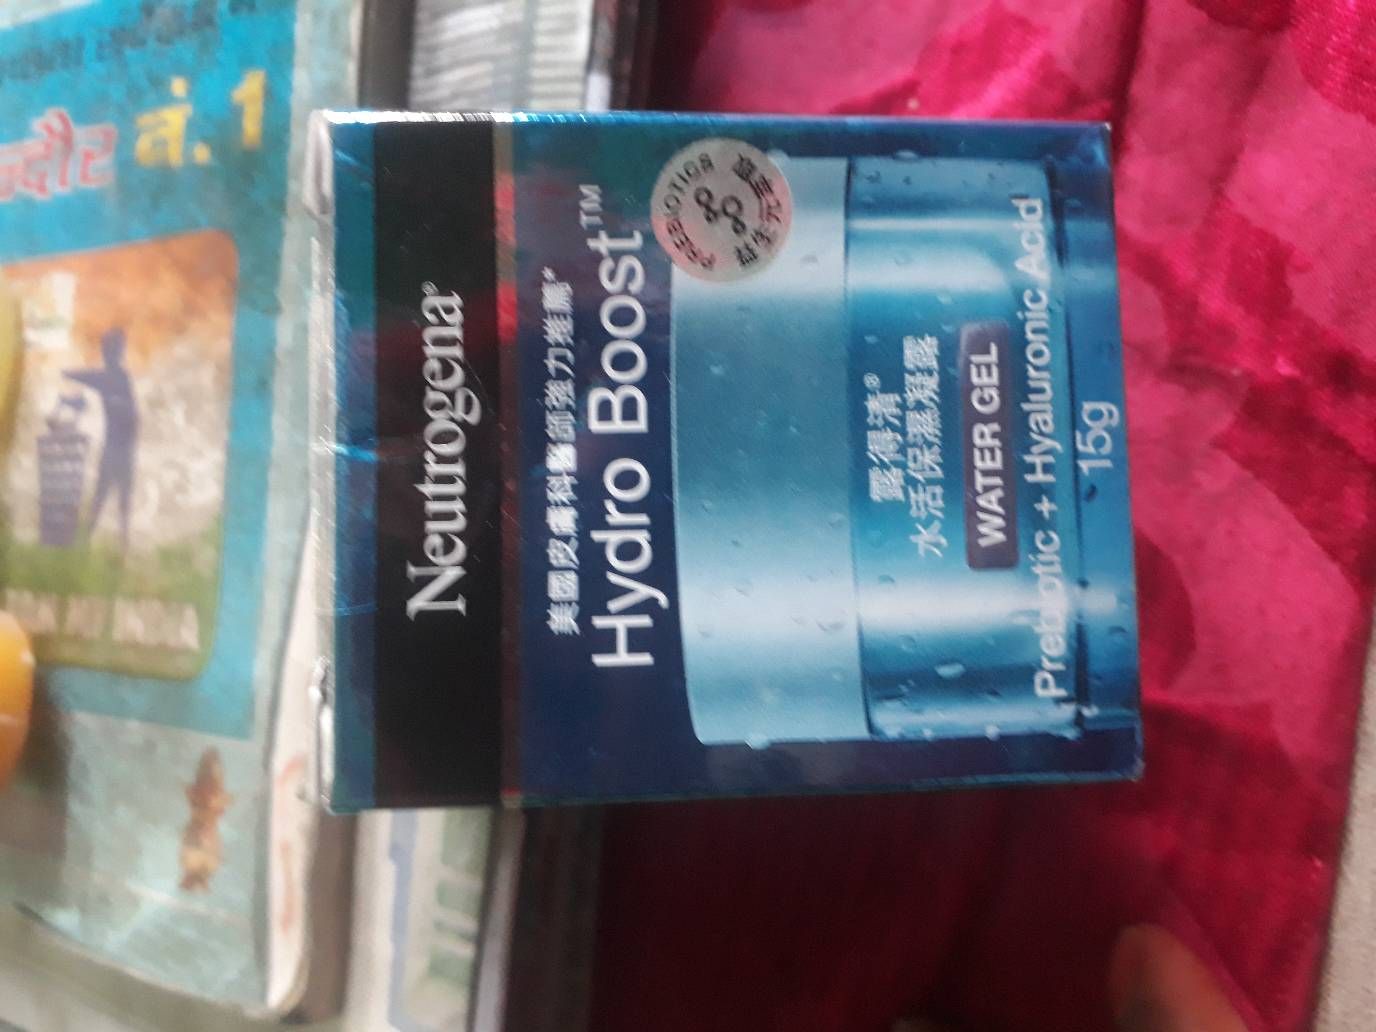 Neutrogena®
美國皮膚科醫師強力推薦*
Hydro Boost™
PREBIOTICS
益生元
露得清®
水活保濕凝露
WATER GEL
Prebiotic + Hyaluronic Acid
15g
नं. 1